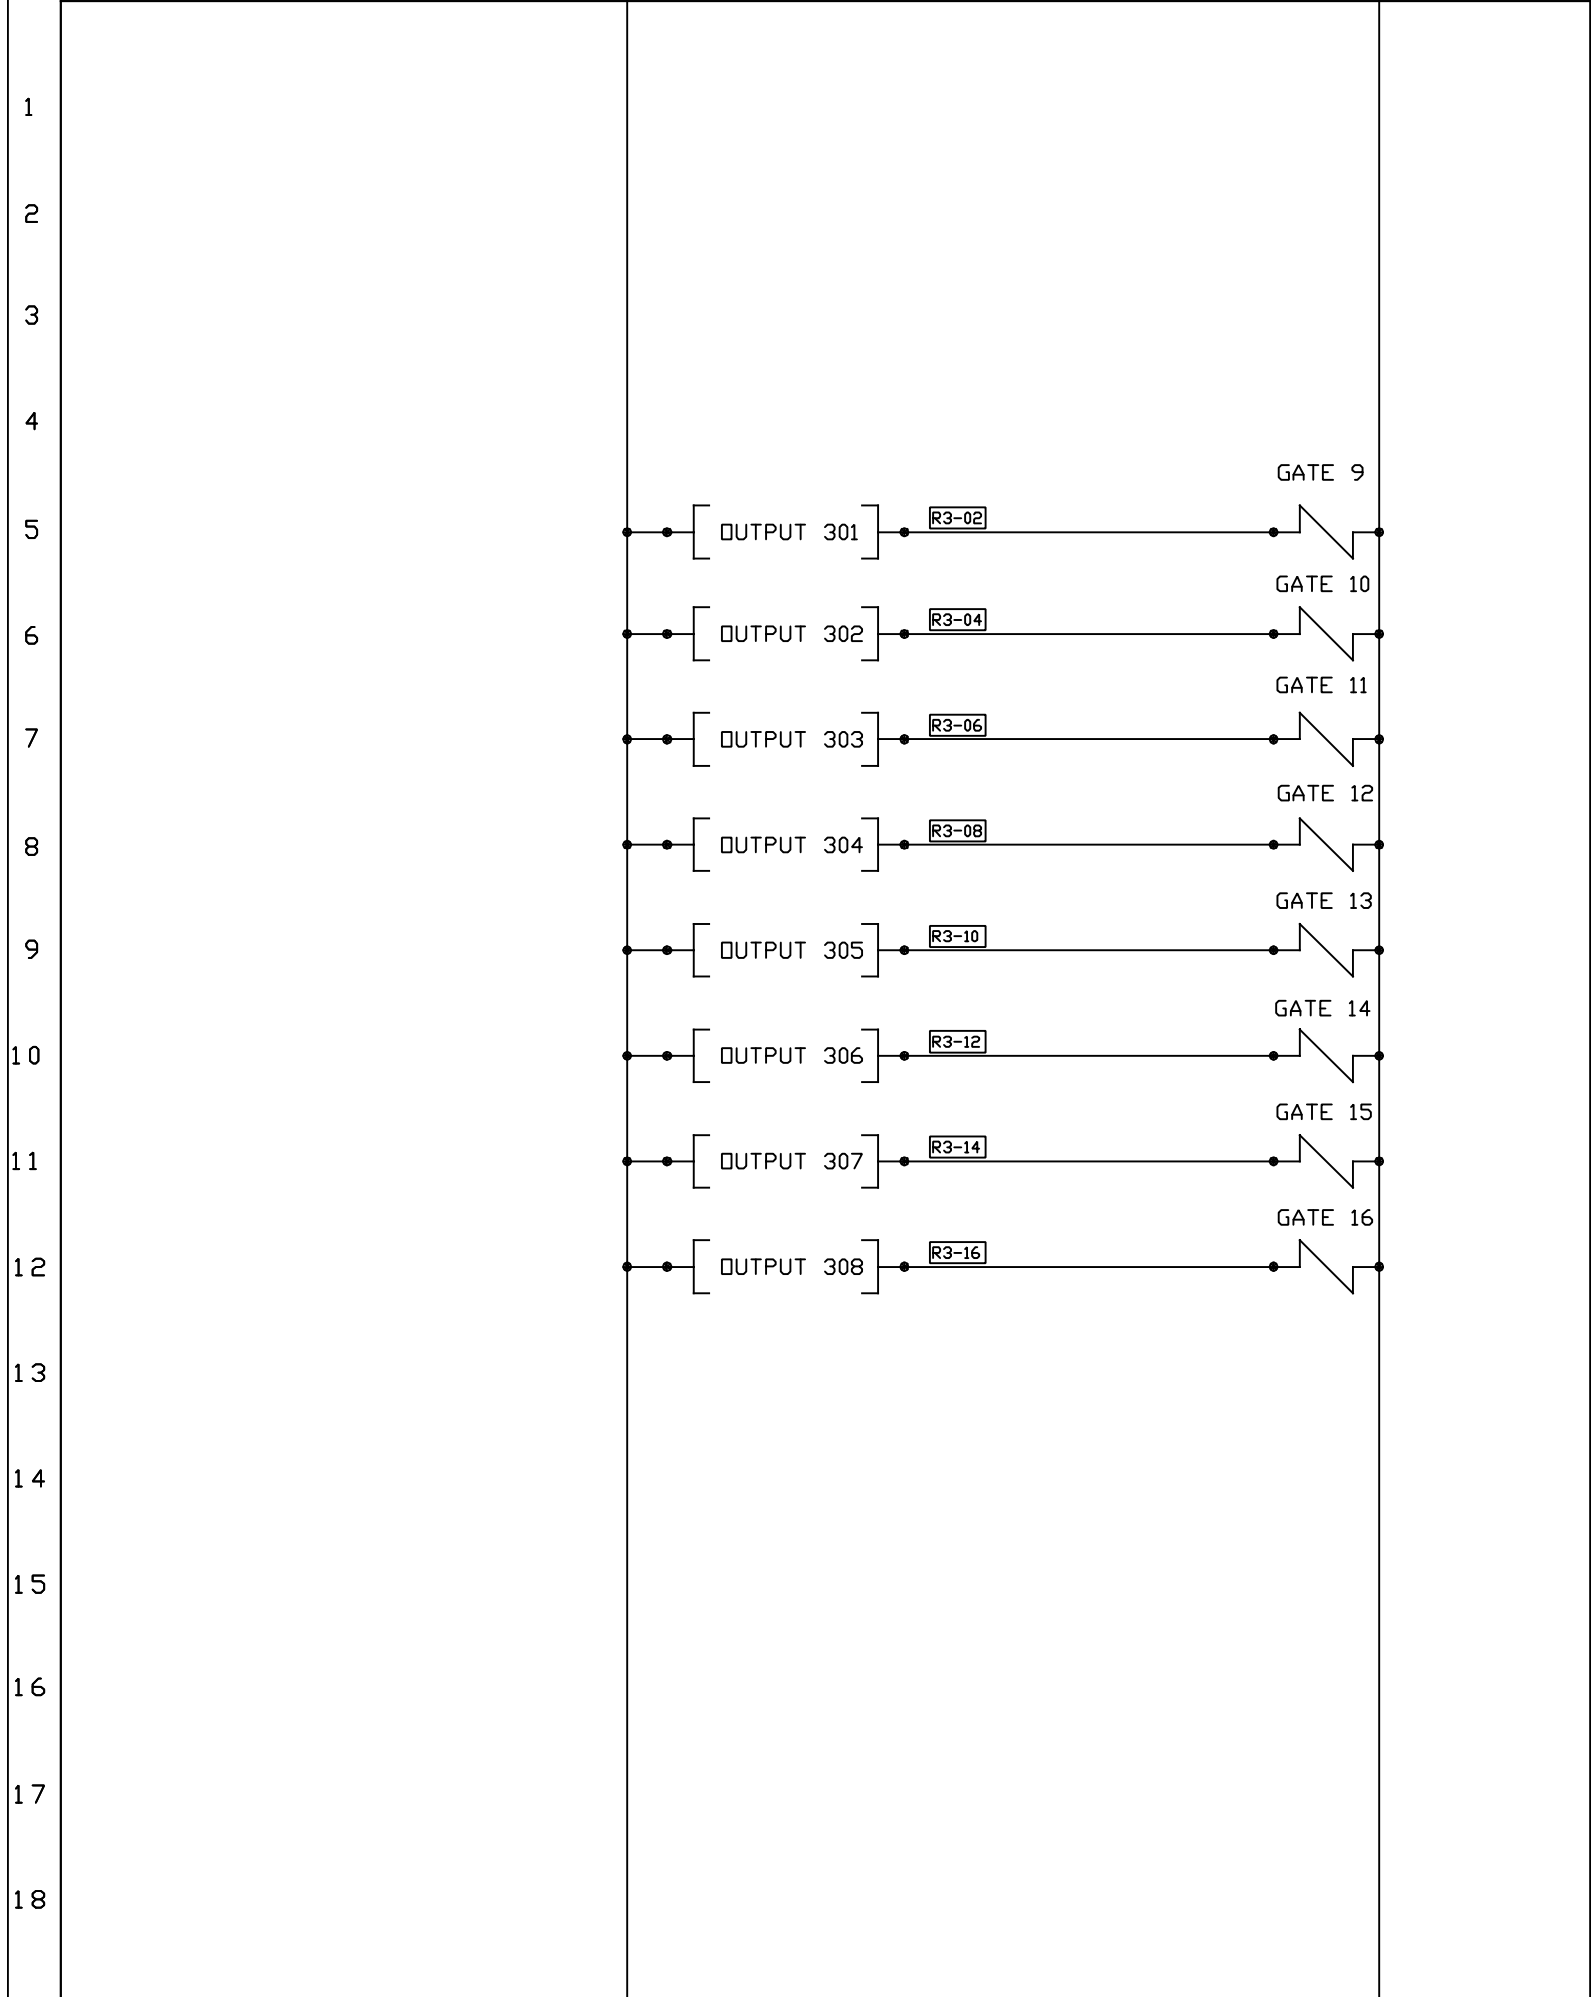 1
2
3
4
GATE 9
5 OUTPUT 301 R3-02
GATE 10
6 OUTPUT 302 R3-04
GATE 11
7 OUTPUT 303 R3-06
GATE 12
8 OUTPUT 304 R3-08
GATE 13
9 OUTPUT 305 R3-10
GATE 14
10 OUTPUT 306 R3-12
GATE 15
11 OUTPUT 307 R3-14
GATE 16
12 OUTPUT 308 R3-16
13
14
15
16
17
18